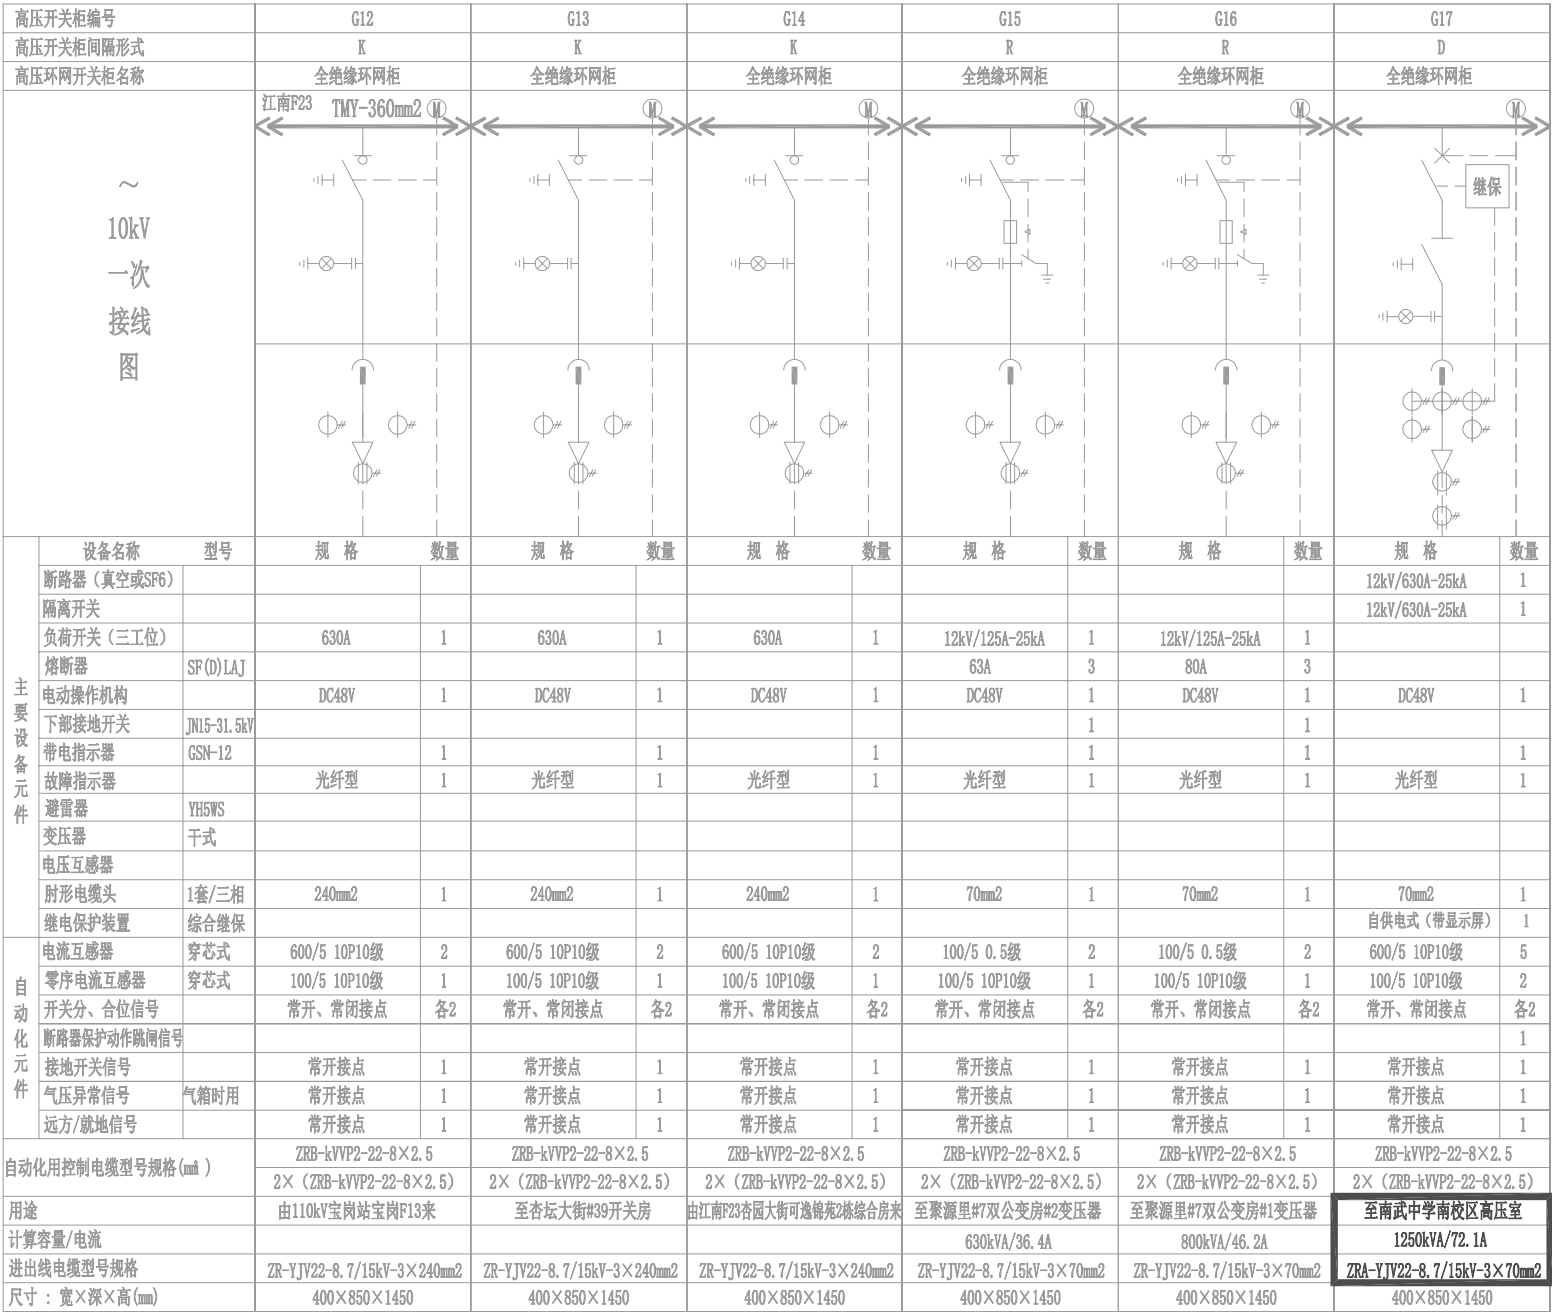 高压开关柜编号 G12 G13 G14 G15 G16 G17
高压开关柜间隔形式 K K K R R D
高压环网开关柜名称 全绝缘环网柜 全绝缘环网柜 全绝缘环网柜 全绝缘环网柜 全绝缘环网柜 全绝缘环网柜
江南F23 TMY-360mm2 M M M M M M
~
10kV
一次
接线
图
继保
设备名称 型号 规 格 数量 规 格 数量 规 格 数量 规 格 数量 规 格 数量 规 格 数量
主要设备元件
断路器（真空或SF6） 12kV/630A-25kA 1
隔离开关 12kV/630A-25kA 1
负荷开关（三工位） 630A 1 630A 1 630A 1 12kV/125A-25kA 1 12kV/125A-25kA 1
熔断器 SF(D)LAJ 63A 3 80A 3
电动操作机构 DC48V 1 DC48V 1 DC48V 1 DC48V 1 DC48V 1 DC48V 1
下部接地开关 JN15-31.5kV 1 1
带电指示器 GSN-12 1 1 1 1 1 1
故障指示器 光纤型 1 光纤型 1 光纤型 1 光纤型 1 光纤型 1 光纤型 1
避雷器 YH5WS
变压器 干式
电压互感器
肘形电缆头 1套/三相 240mm2 1 240mm2 1 240mm2 1 70mm2 1 70mm2 1 70mm2 1
继电保护装置 综合继保 自供电式（带显示屏） 1
自动化元件
电流互感器 穿芯式 600/5 10P10级 2 600/5 10P10级 2 600/5 10P10级 2 100/5 0.5级 2 100/5 0.5级 2 600/5 10P10级 5
零序电流互感器 穿芯式 100/5 10P10级 1 100/5 10P10级 1 100/5 10P10级 1 100/5 10P10级 1 100/5 10P10级 1 100/5 10P10级 2
开关分、合位信号 常开、常闭接点 各2 常开、常闭接点 各2 常开、常闭接点 各2 常开、常闭接点 各2 常开、常闭接点 各2 常开、常闭接点 各2
断路器保护动作跳闸信号 1
接地开关信号 常开接点 1 常开接点 1 常开接点 1 常开接点 1 常开接点 1 常开接点 1
气压异常信号 气箱时用 常开接点 1 常开接点 1 常开接点 1 常开接点 1 常开接点 1 常开接点 1
远方/就地信号 常开接点 1 常开接点 1 常开接点 1 常开接点 1 常开接点 1 常开接点 1
自动化用控制电缆型号规格(mm²) ZRB-kVVP2-22-8×2.5 ZRB-kVVP2-22-8×2.5 ZRB-kVVP2-22-8×2.5 ZRB-kVVP2-22-8×2.5 ZRB-kVVP2-22-8×2.5 ZRB-kVVP2-22-8×2.5
2×（ZRB-kVVP2-22-8×2.5） 2×（ZRB-kVVP2-22-8×2.5） 2×（ZRB-kVVP2-22-8×2.5） 2×（ZRB-kVVP2-22-8×2.5） 2×（ZRB-kVVP2-22-8×2.5） 2×（ZRB-kVVP2-22-8×2.5）
用途 由110kV宝岗站宝岗F13来 至杏坛大街#39开关房 由江南F23杏园大街可逸锦苑2栋综合房来 至聚源里#7双公变房#2变压器 至聚源里#7双公变房#1变压器 至南武中学南校区高压室
计算容量/电流 630kVA/36.4A 800kVA/46.2A 1250kVA/72.1A
进出线电缆型号规格 ZR-YJV22-8.7/15kV-3×240mm2 ZR-YJV22-8.7/15kV-3×240mm2 ZR-YJV22-8.7/15kV-3×240mm2 ZR-YJV22-8.7/15kV-3×70mm2 ZR-YJV22-8.7/15kV-3×70mm2 ZRA-YJV22-8.7/15kV-3×70mm2
尺寸 : 宽×深×高(mm) 400×850×1450 400×850×1450 400×850×1450 400×850×1450 400×850×1450 400×850×1450